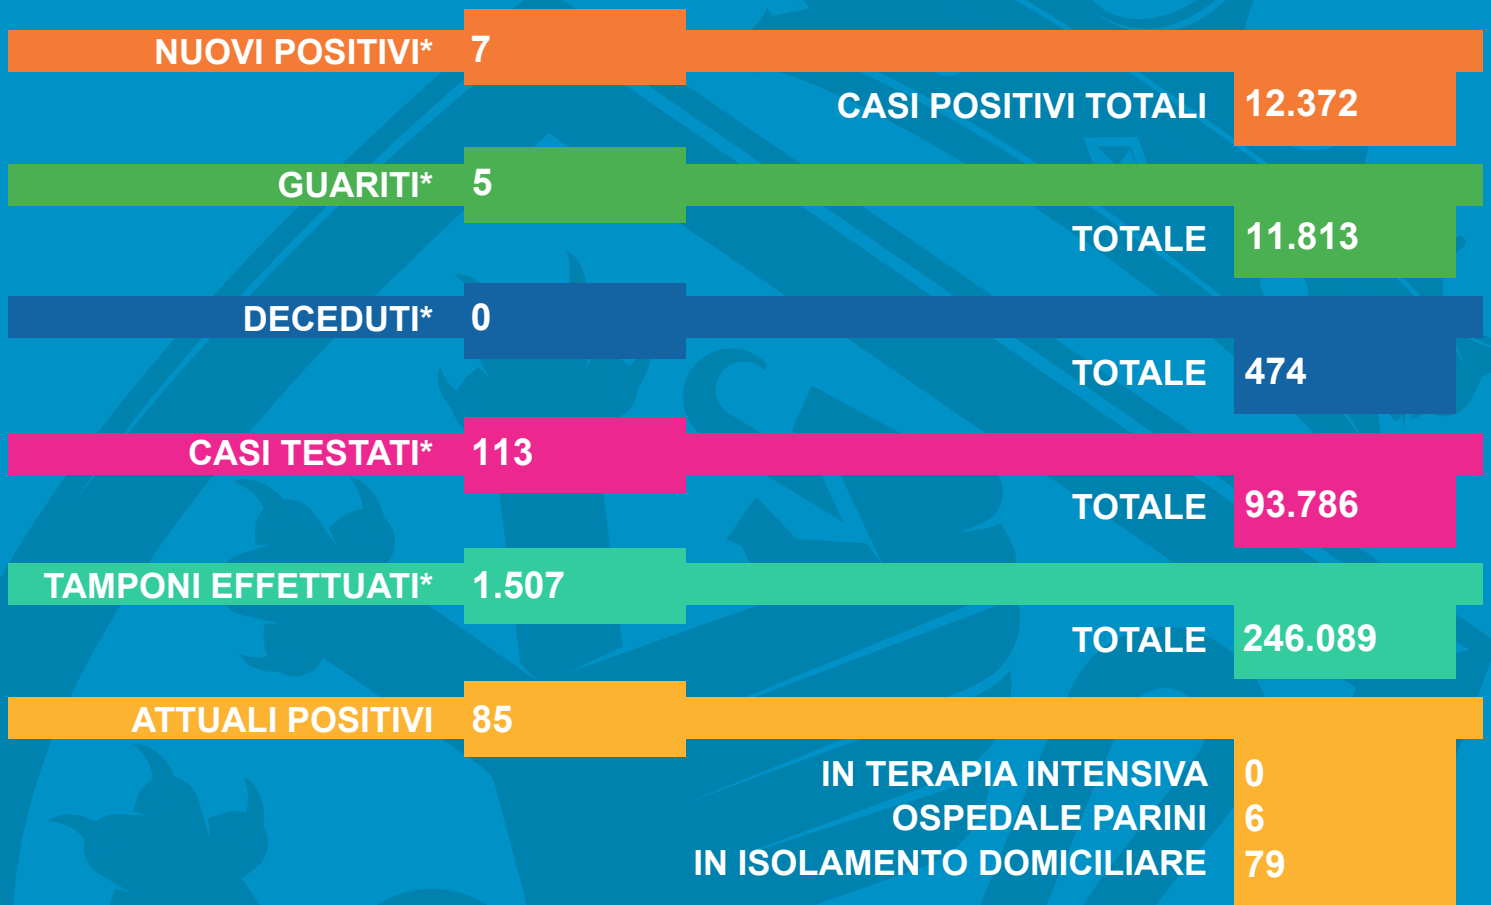 NUOVI POSITIVI* 7
CASI POSITIVI TOTALI 12.372
GUARITI* 5
TOTALE 11.813
DECEDUTI* 0
TOTALE 474
CASI TESTATI* 113
TOTALE 93.786
TAMPONI EFFETTUATI* 1.507
TOTALE 246.089
ATTUALI POSITIVI 85
IN TERAPIA INTENSIVA 0
OSPEDALE PARINI 6
IN ISOLAMENTO DOMICILIARE 79